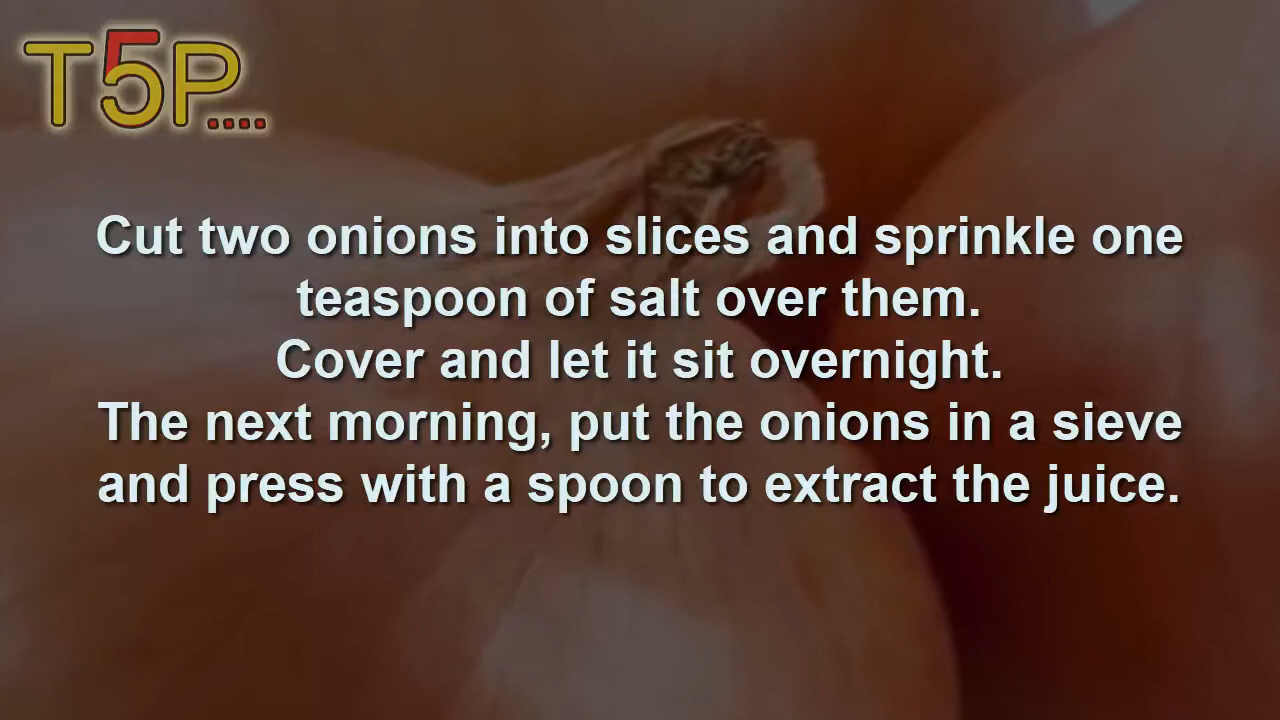 T5P....
Cut two onions into slices and sprinkle one
teaspoon of salt over them.
Cover and let it sit overnight.
The next morning, put the onions in a sieve
and press with a spoon to extract the juice.